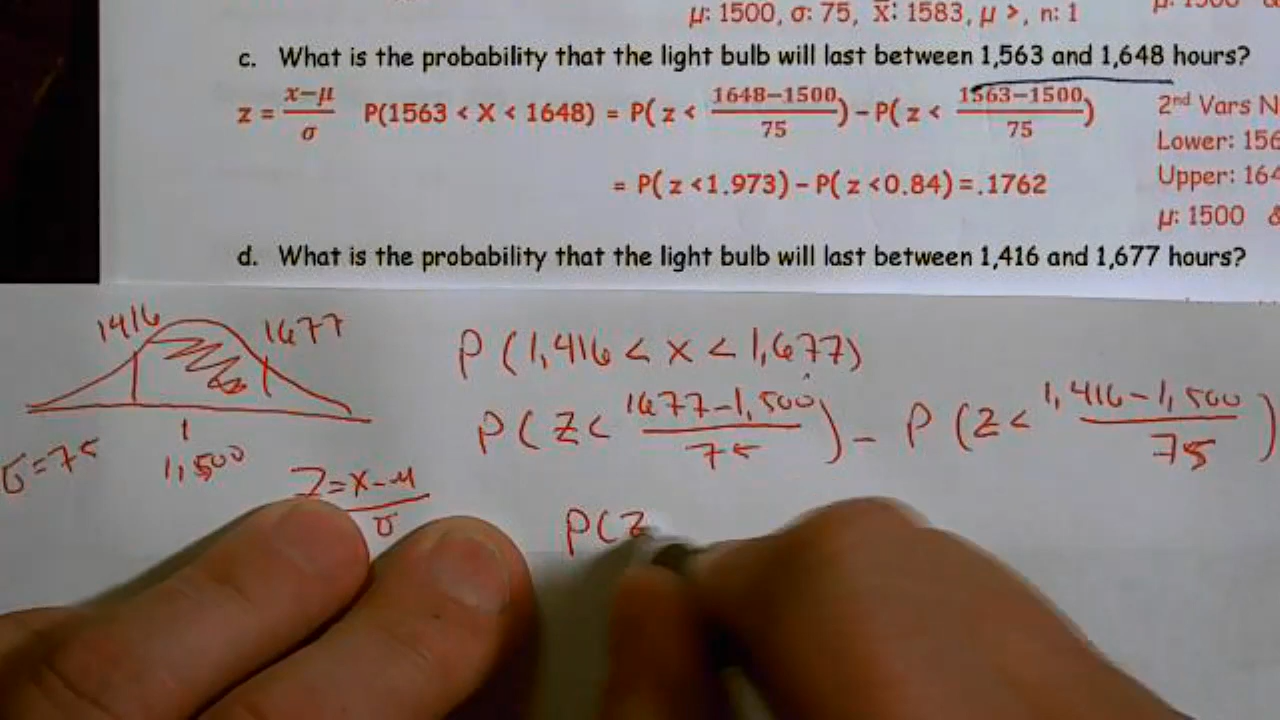 μ: 1500, σ: 75, x̄: 1583, μ >, n: 1
c. What is the probability that the light bulb will last between 1,563 and 1,648 hours?
z = x−μ/σ P(1563 < X < 1648) = P( z < 1648−1500/75 ) − P( z < 1563−1500/75 )
= P( z <1.973) − P( z <0.84) = .1762
2nd Vars N
Lower: 156
Upper: 164
μ: 1500 &
d. What is the probability that the light bulb will last between 1,416 and 1,677 hours?
1416 1677
σ=75 1,500
Z=x-μ/σ
P(1,416 < x < 1,677)
P(Z< 1677-1,500/75 ) - P(Z< 1,416-1,500/75 )
P(Z